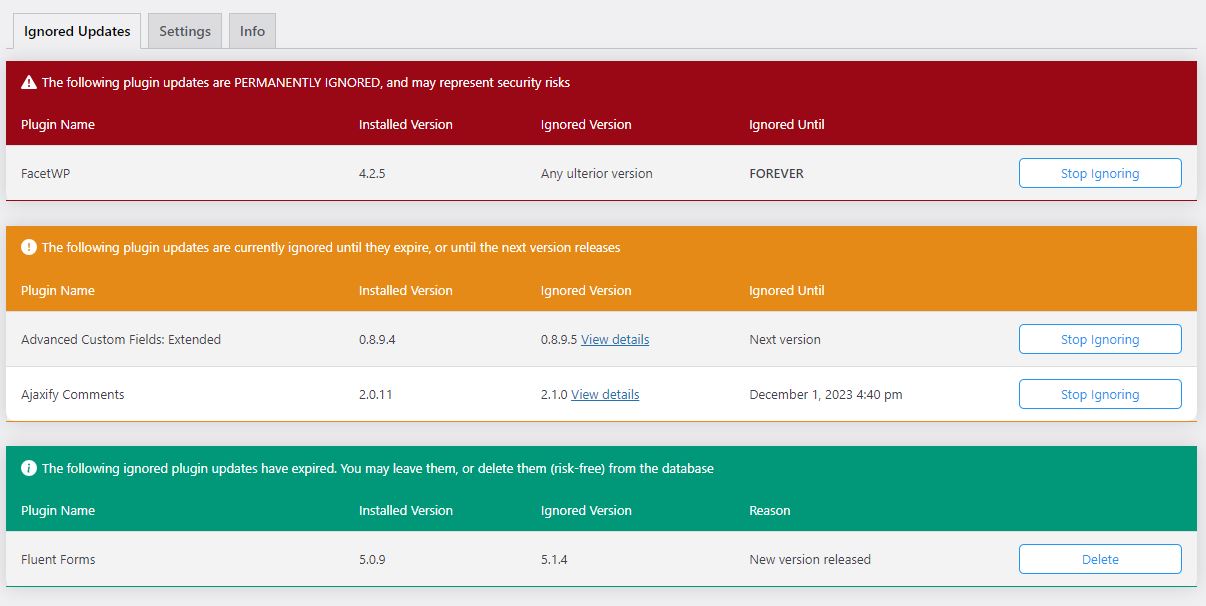 Ignored Updates Settings Info
The following plugin updates are PERMANENTLY IGNORED, and may represent security risks
Plugin Name Installed Version Ignored Version Ignored Until
FacetWP 4.2.5 Any ulterior version FOREVER Stop Ignoring
The following plugin updates are currently ignored until they expire, or until the next version releases
Plugin Name Installed Version Ignored Version Ignored Until
Advanced Custom Fields: Extended 0.8.9.4 0.8.9.5 View details Next version Stop Ignoring
Ajaxify Comments 2.0.11 2.1.0 View details December 1, 2023 4:40 pm Stop Ignoring
The following ignored plugin updates have expired. You may leave them, or delete them (risk-free) from the database
Plugin Name Installed Version Ignored Version Reason
Fluent Forms 5.0.9 5.1.4 New version released Delete